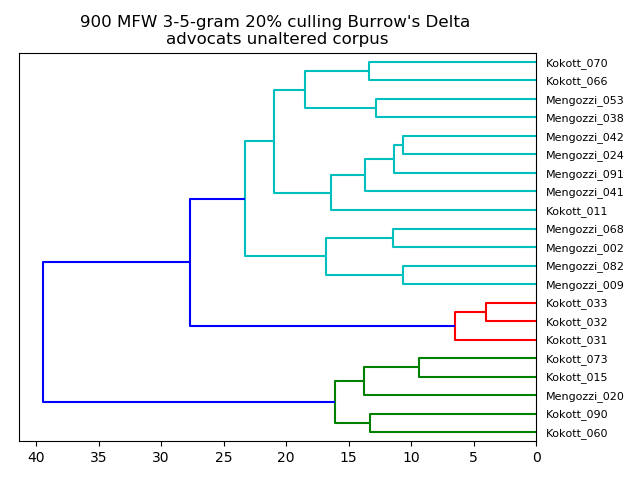 900 MFW 3-5-gram 20% culling Burrow's Delta
advocats unaltered corpus
Kokott_070
Kokott_066
Mengozzi_053
Mengozzi_038
Mengozzi_042
Mengozzi_024
Mengozzi_091
Mengozzi_041
Kokott_011
Mengozzi_068
Mengozzi_002
Mengozzi_082
Mengozzi_009
Kokott_033
Kokott_032
Kokott_031
Kokott_073
Kokott_015
Mengozzi_020
Kokott_090
Kokott_060
40 35 30 25 20 15 10 5 0